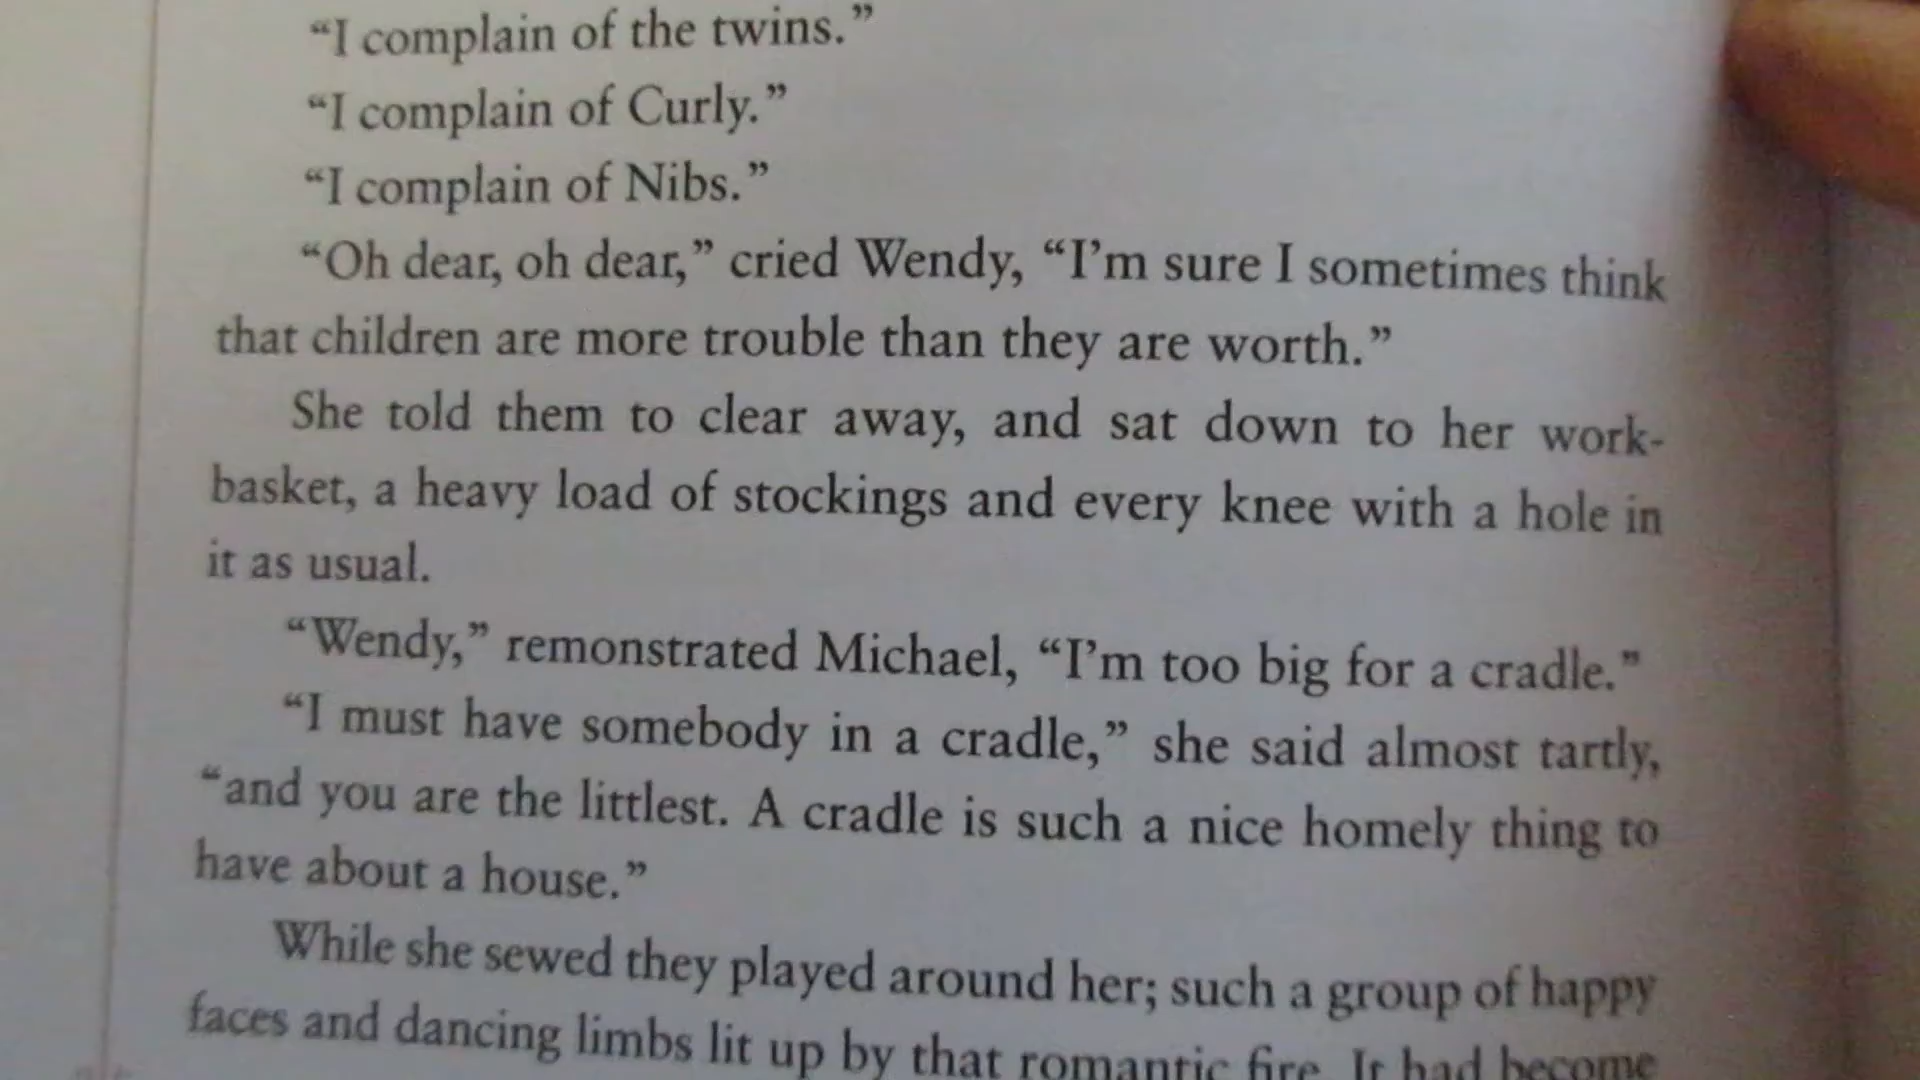 “I complain of the twins.”
“I complain of Curly.”
“I complain of Nibs.”
“Oh dear, oh dear,” cried Wendy, “I’m sure I sometimes think
that children are more trouble than they are worth.”
She told them to clear away, and sat down to her work-
basket, a heavy load of stockings and every knee with a hole in
it as usual.
“Wendy,” remonstrated Michael, “I’m too big for a cradle.”
“I must have somebody in a cradle,” she said almost tartly,
“and you are the littlest. A cradle is such a nice homely thing to
have about a house.”
While she sewed they played around her; such a group of happy
faces and dancing limbs lit up by that romantic fire. It had become